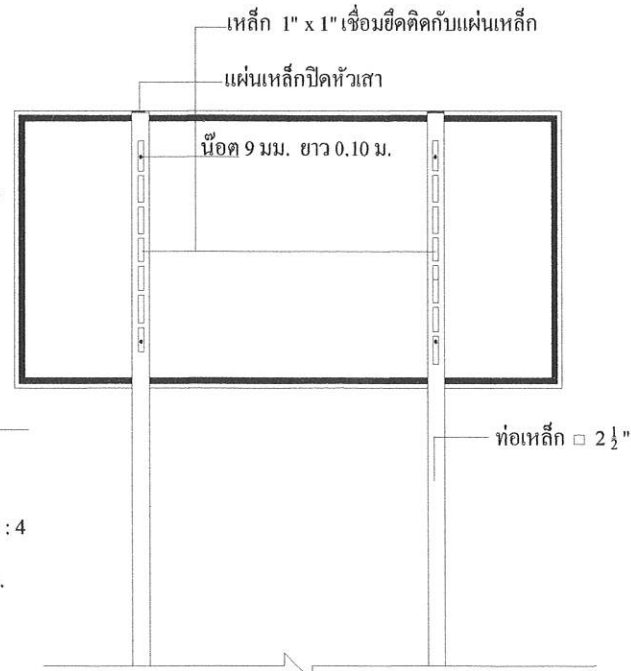 เหล็ก 1" x 1" เชื่อมยึดติดกับแผ่นเหล็ก
แผ่นเหล็กปิดหัวเสา
น๊อต 9 มม. ยาว 0.10 ม.
ท่อเหล็ก □ 2 ½"
: 4
.